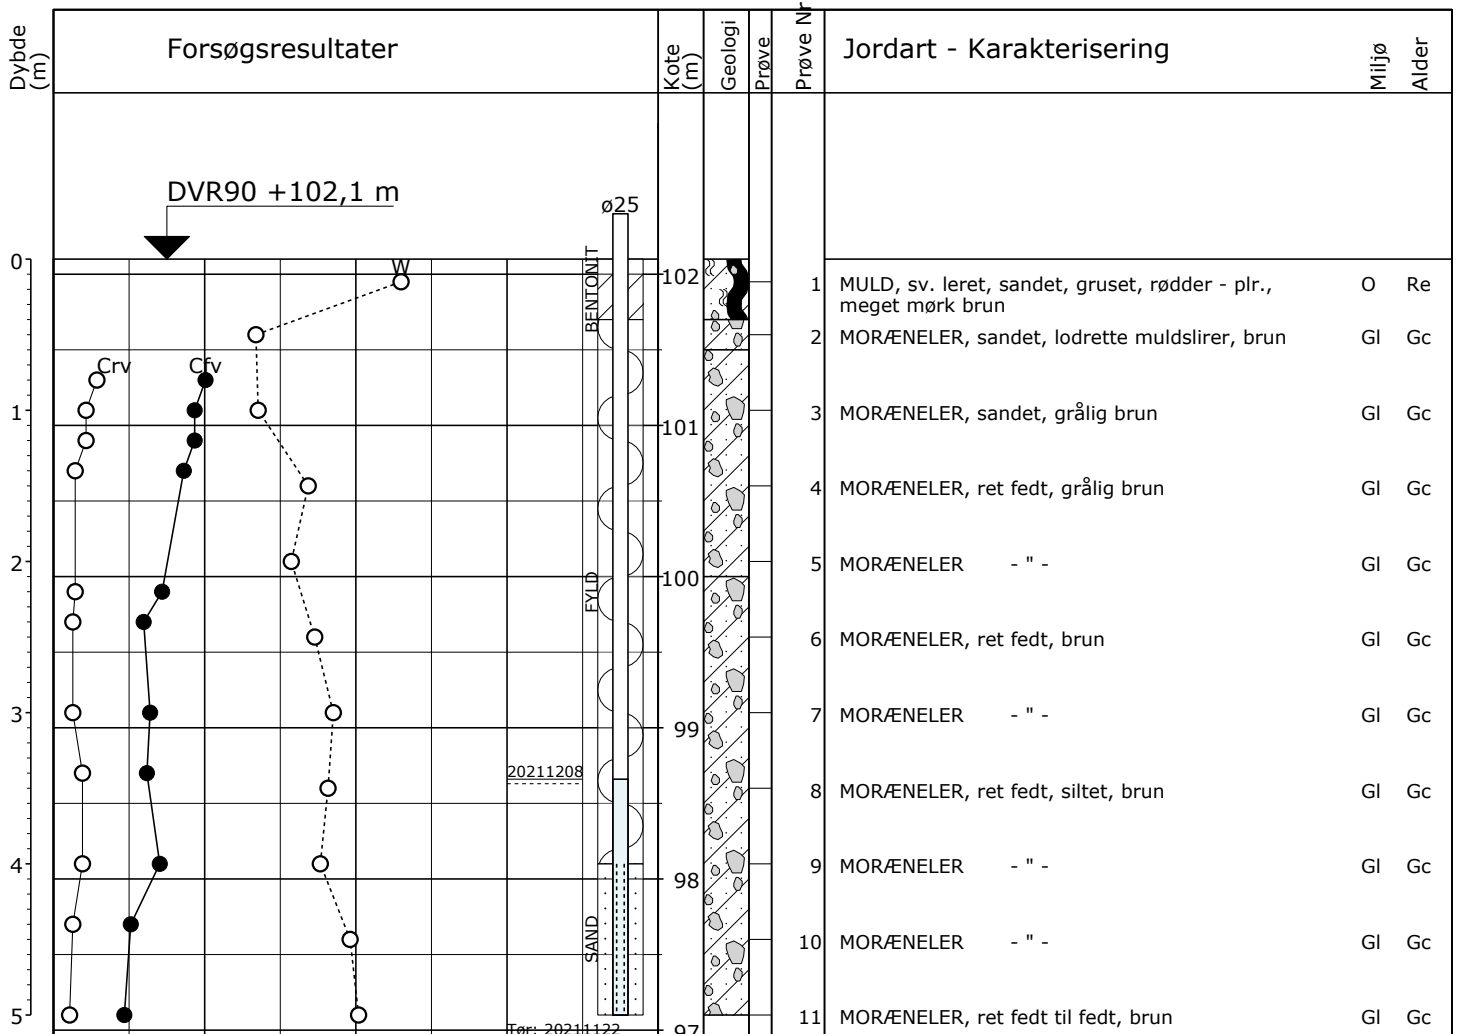 Dybde (m)
Forsøgsresultater
Kote (m)
Geologi
Prøve
Prøve Nr
Jordart - Karakterisering
Miljø
Alder
DVR90 +102,1 m
ø25
0
W
BENTONIT
102
1 MULD, sv. leret, sandet, gruset, rødder - plr., O Re
meget mørk brun
2 MORÆNELER, sandet, lodrette muldslirer, brun Gl Gc
Crv
Cfv
1
101
3 MORÆNELER, sandet, grålig brun Gl Gc
4 MORÆNELER, ret fedt, grålig brun Gl Gc
2
FYLD
100
5 MORÆNELER - " - Gl Gc
6 MORÆNELER, ret fedt, brun Gl Gc
3
99
7 MORÆNELER - " - Gl Gc
20211208
8 MORÆNELER, ret fedt, siltet, brun Gl Gc
4
98
9 MORÆNELER - " - Gl Gc
SAND
10 MORÆNELER - " - Gl Gc
5
Tør: 20211122
97
11 MORÆNELER, ret fedt til fedt, brun Gl Gc